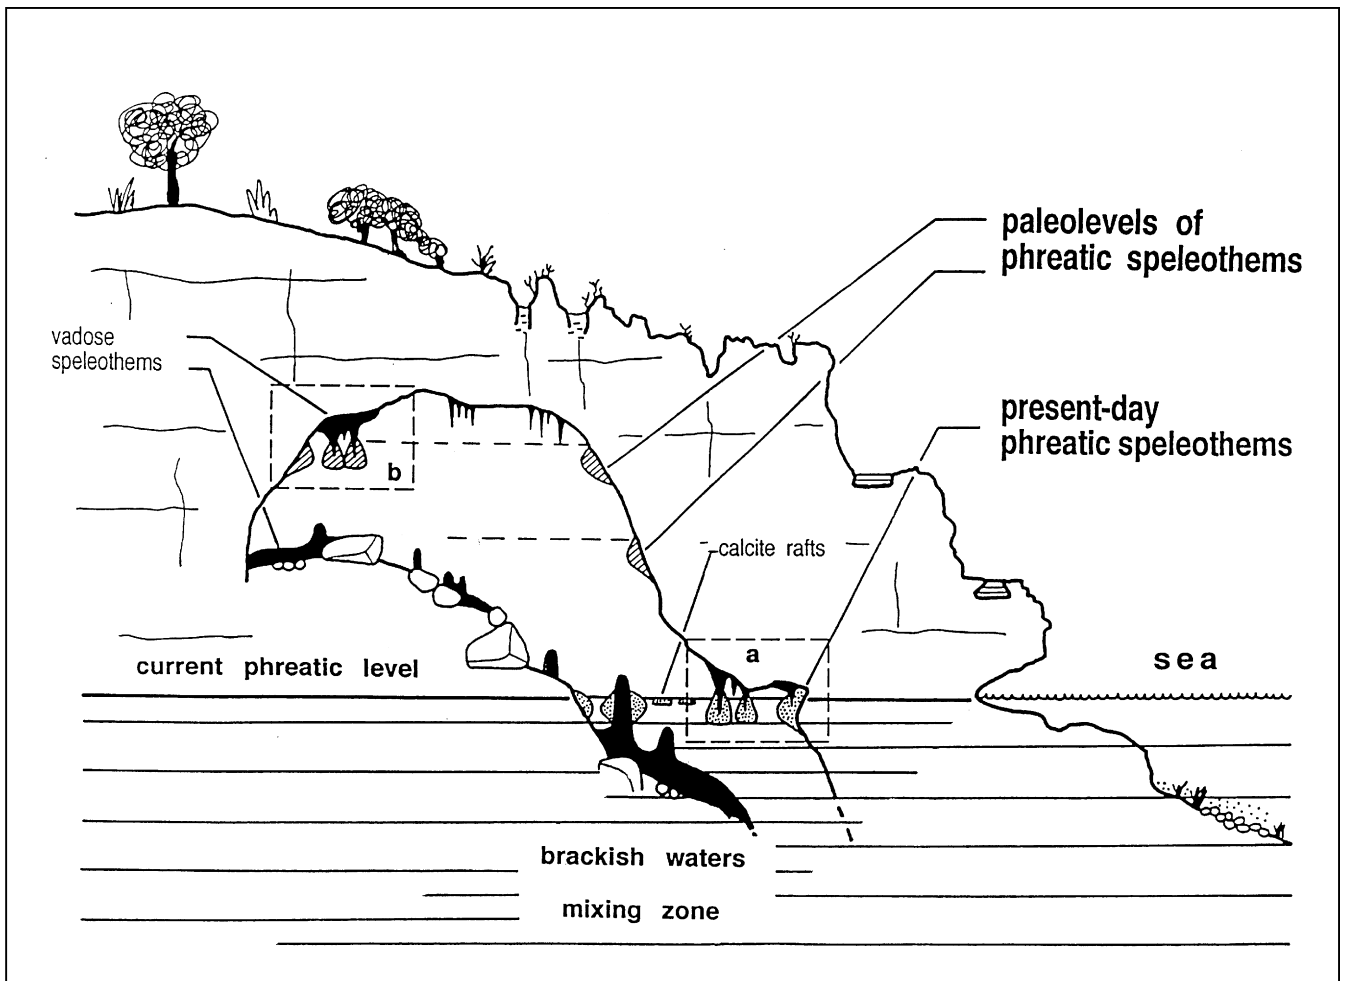 paleolevels of
phreatic speleothems
vadose
speleothems
present-day
phreatic speleothems
b
calcite rafts
a
current phreatic level
sea
brackish waters
mixing zone